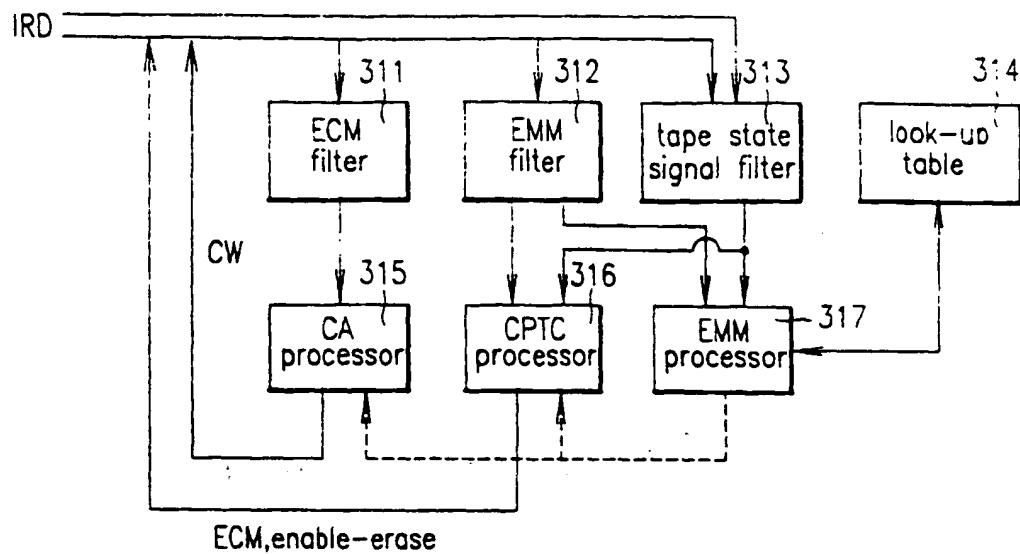 IRD
311
312
313
314
ECM
filter
EMM
filter
tape state
signal filter
look-up
table
CW
315
316
317
CA
processor
CPTC
processor
EMM
processor
ECM,enable-erase